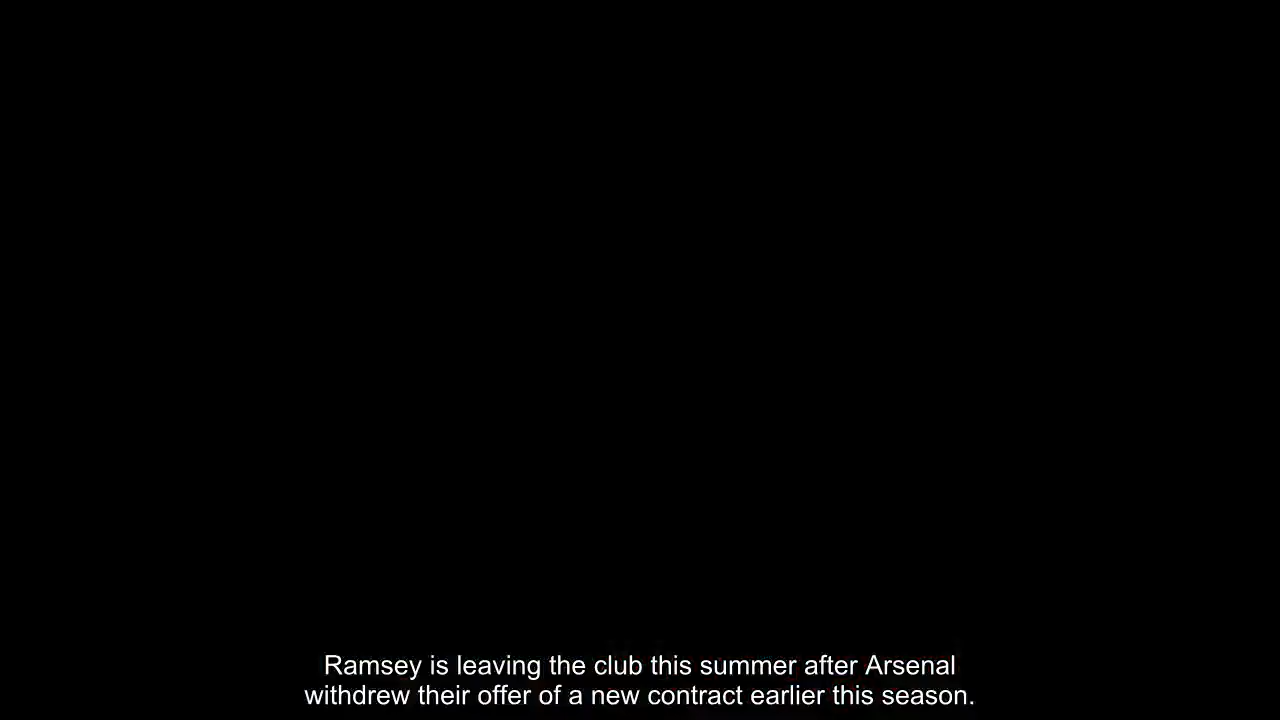 Ramsey is leaving the club this summer after Arsenal
withdrew their offer of a new contract earlier this season.